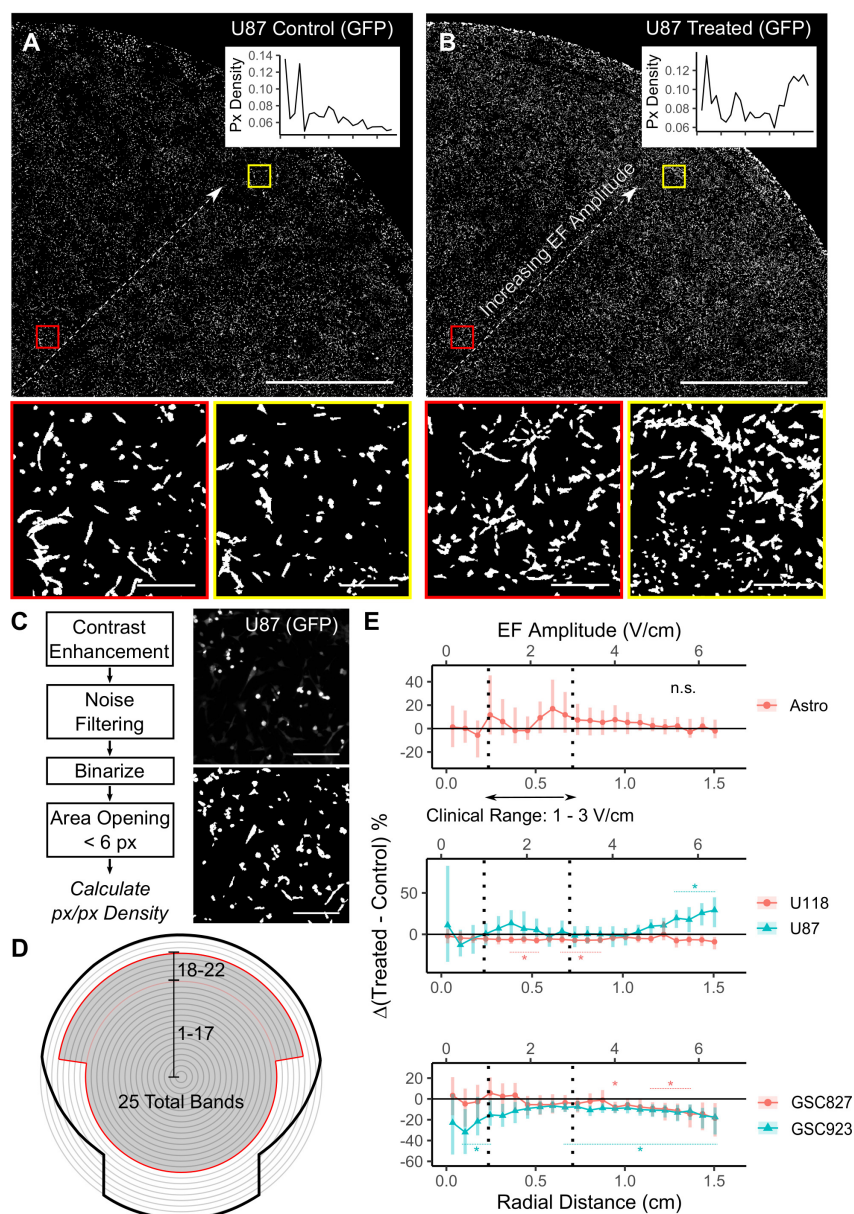 A
U87 Control (GFP)
Px Density
0.14
0.12
0.10
0.08
0.06
B
U87 Treated (GFP)
Px Density
0.12
0.10
0.08
0.06
Increasing EF Amplitude
C
Contrast
Enhancement
Noise
Filtering
Binarize
Area Opening
< 6 px
Calculate
px/px Density
U87 (GFP)
D
18-22
1-17
25 Total Bands
E
EF Amplitude (V/cm)
0 2 4 6
40
20
0
-20
n.s.
Astro
0.0 0.5 1.0 1.5
Clinical Range: 1 - 3 V/cm
Δ(Treated - Control) %
0 2 4 6
50
0
*
* *
U118
U87
0.0 0.5 1.0 1.5
0 2 4 6
20
0
-20
-40
-60
* *
* *
GSC827
GSC923
0.0 0.5 1.0 1.5
Radial Distance (cm)